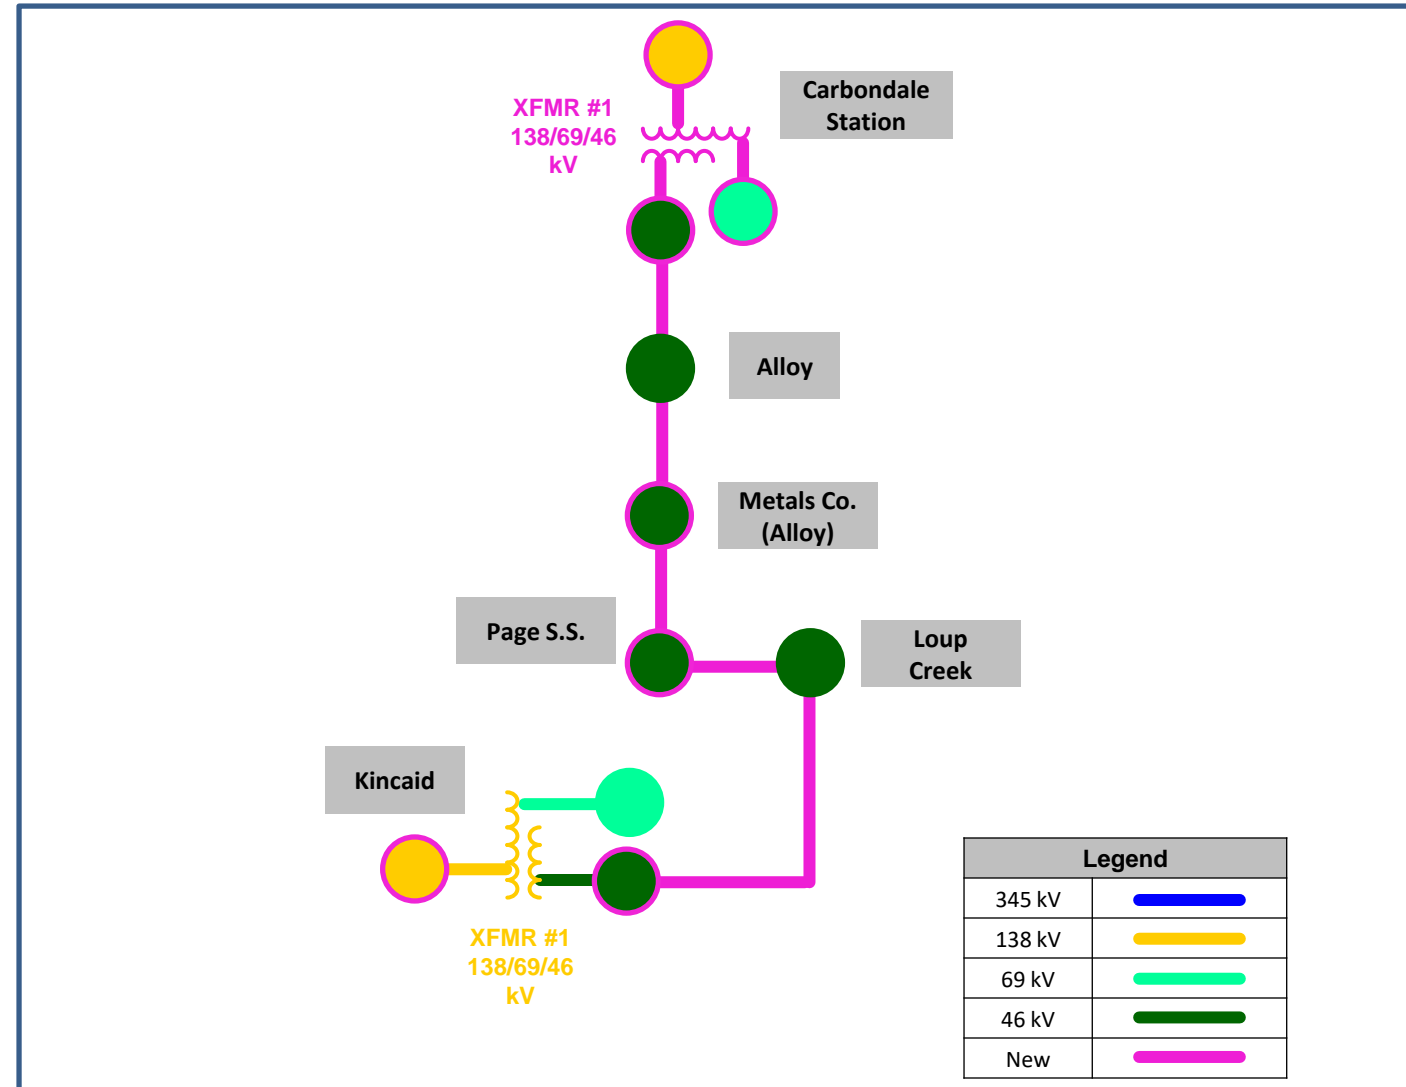 XFMR #1
138/69/46
kV
Carbondale
Station
Alloy
Metals Co.
(Alloy)
Page S.S.
Loup
Creek
Kincaid
XFMR #1
138/69/46
kV
Legend
345 kV
138 kV
69 kV
46 kV
New